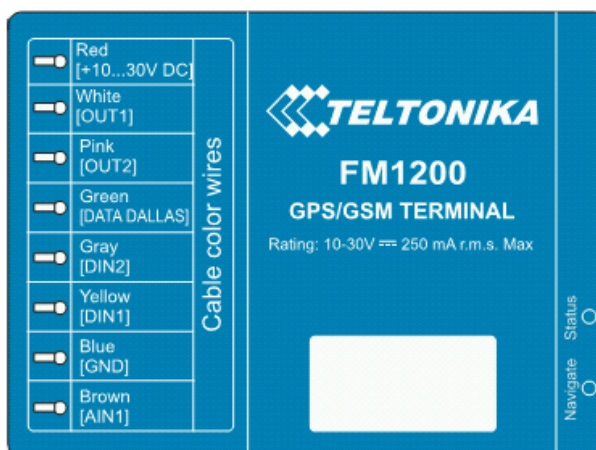 Red
[+10...30V DC]
White
[OUT1]
Pink
[OUT2]
Green
[DATA DALLAS]
Gray
[DIN2]
Yellow
[DIN1]
Blue
[GND]
Brown
[AIN1]
Cable color wires
TELTONIKA
FM1200
GPS/GSM TERMINAL
Rating: 10-30V ⎓ 250 mA r.m.s. Max
Status
Navigate